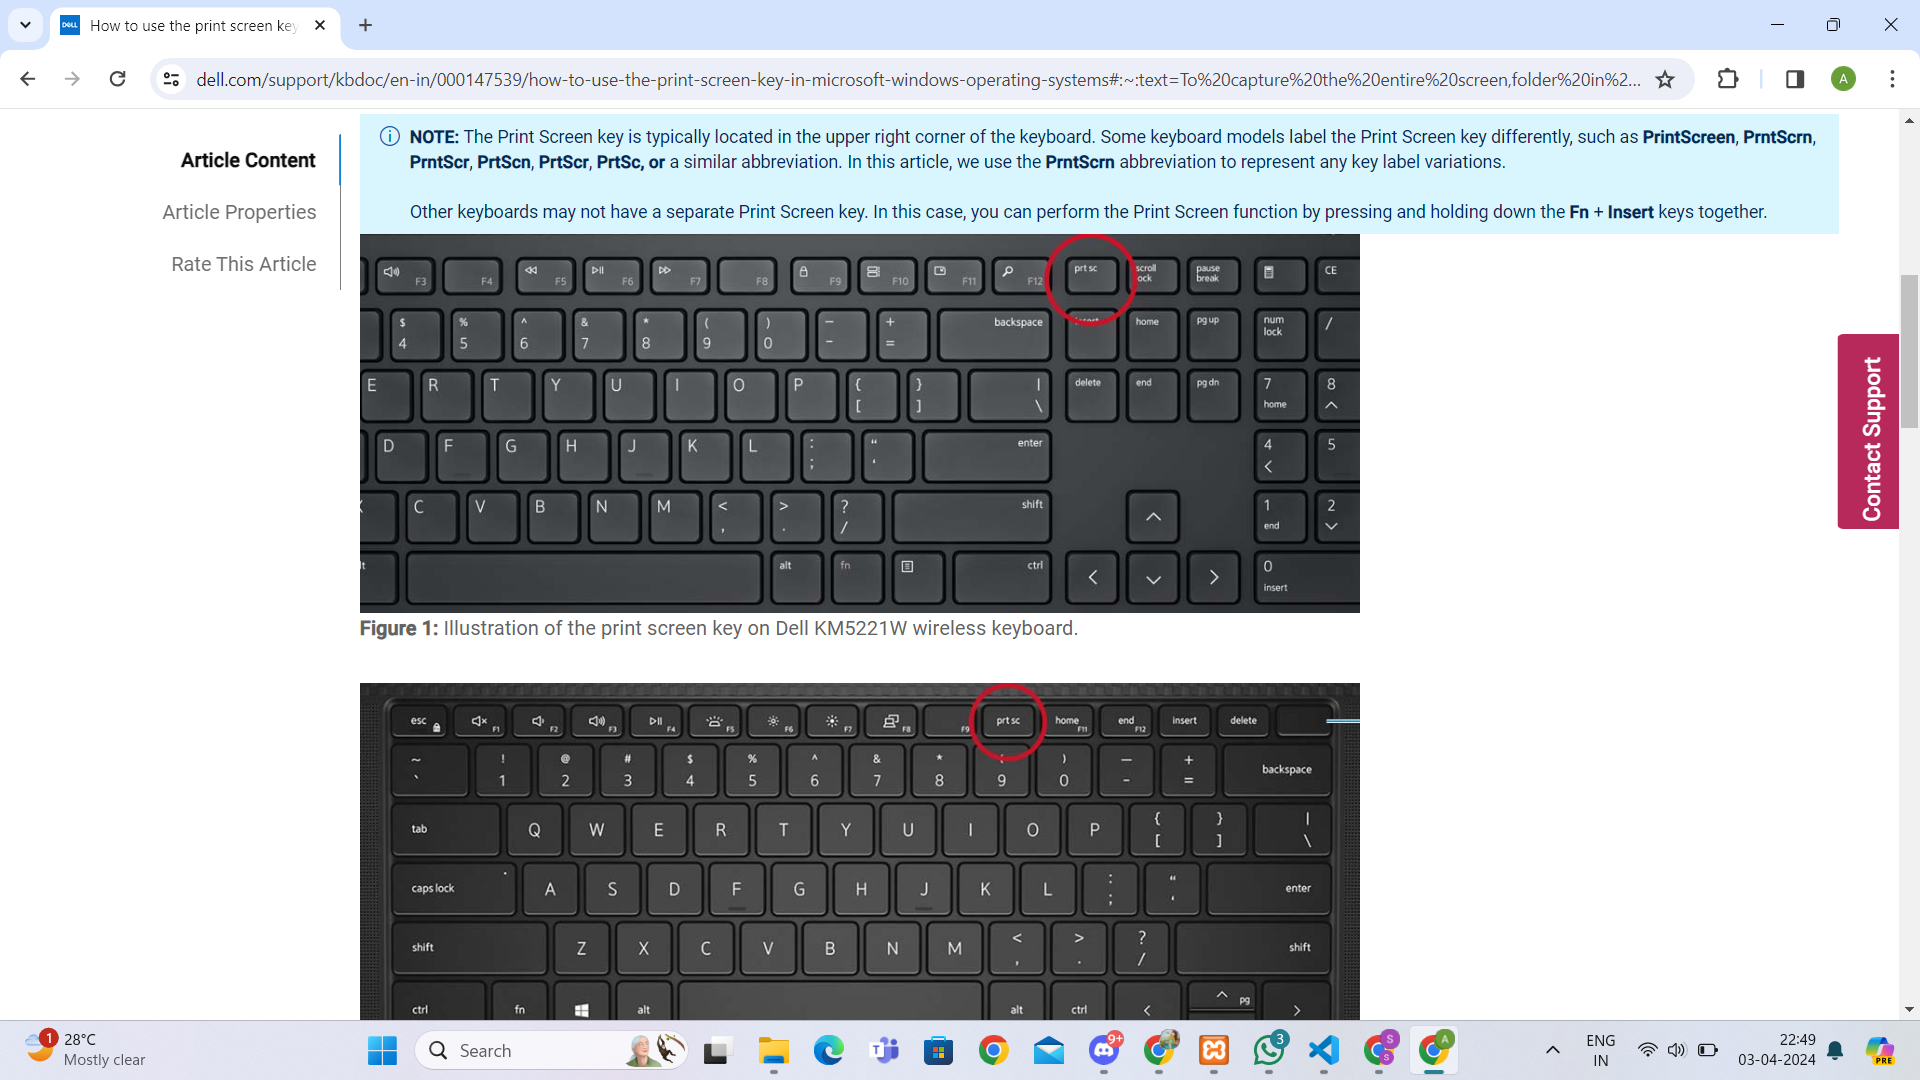 How to use the print screen key
dell.com/support/kbdoc/en-in/000147539/how-to-use-the-print-screen-key-in-microsoft-windows-operating-systems#:~:text=To%20capture%20the%20entire%20screen,folder%20in%2...
A
Article Content
Article Properties
Rate This Article
NOTE: The Print Screen key is typically located in the upper right corner of the keyboard. Some keyboard models label the Print Screen key differently, such as PrintScreen, PrntScrn,
PrntScr, PrtScn, PrtScr, PrtSc, or a similar abbreviation. In this article, we use the PrntScrn abbreviation to represent any key label variations.
Other keyboards may not have a separate Print Screen key. In this case, you can perform the Print Screen function by pressing and holding down the Fn + Insert keys together.
F3 F4 F5 F6 F7 F8 F9 F10 F11 F12 prt sc scroll lock pause break CE
$ 4 % 5 ^ 6 & 7 * 8 ( 9 ) 0 – - + = backspace insert home pg up num lock /
E R T Y U I O P { [ } ] | \ delete end pg dn 7 home 8
D F G H J K L : ; “ ‘ enter 4 < 5
C V B N M < , > . ? / shift 1 end 2
alt fn ctrl 0 insert
Figure 1: Illustration of the print screen key on Dell KM5221W wireless keyboard.
esc F1 F2 F3 F4 F5 F6 F7 F8 F9 prt sc home F11 end F12 insert delete
~ ` ! 1 @ 2 # 3 $ 4 % 5 ^ 6 & 7 * 8 ( 9 ) 0 — - + = backspace
tab Q W E R T Y U I O P { [ } ] | \
caps lock A S D F G H J K L : ; “ ‘ enter
shift Z X C V B N M < , > . ? / shift
ctrl fn alt alt ctrl < ^ pg >
Contact Support
1
28°C
Mostly clear
Search
9+
3
S
S
A
ENG
IN
22:49
03-04-2024
PRE